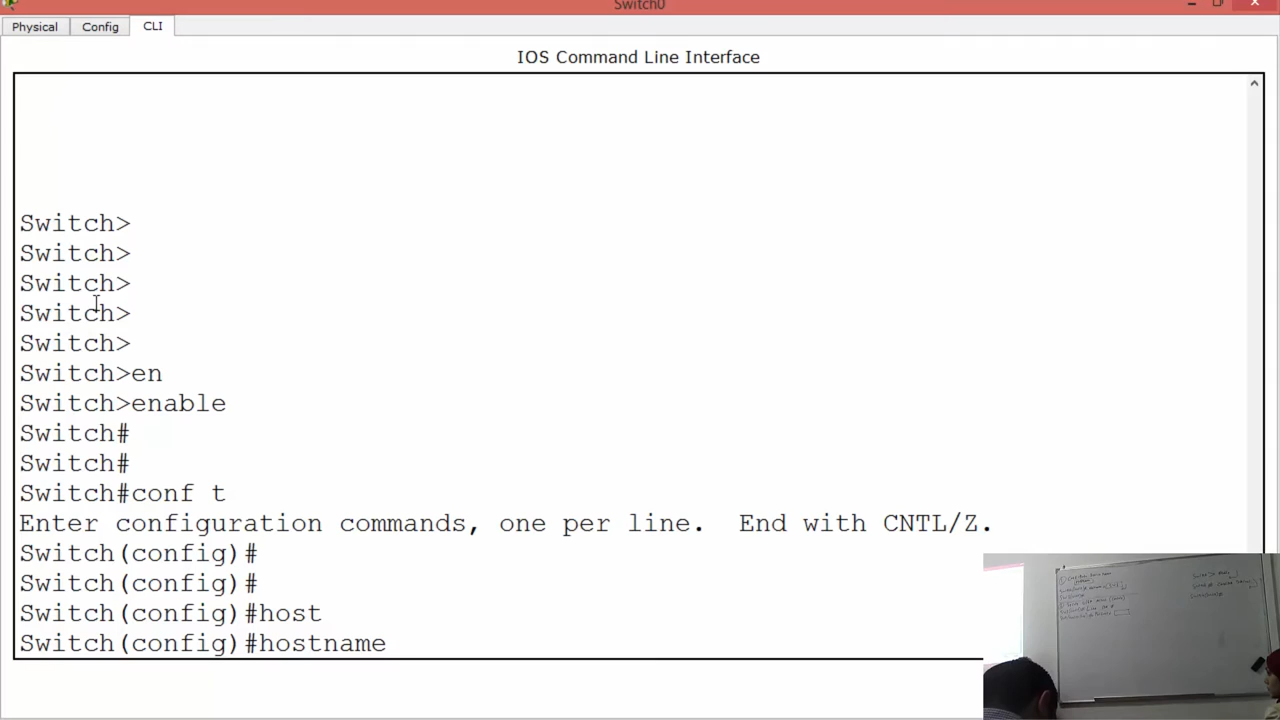 Switch0
Physical Config CLI
IOS Command Line Interface
Switch>
Switch>
Switch>
Switch>
Switch>
Switch>en
Switch>enable
Switch#
Switch#
Switch#conf t
Enter configuration commands, one per line.  End with CNTL/Z.
Switch(config)#
Switch(config)#
Switch(config)#host
Switch(config)#hostname